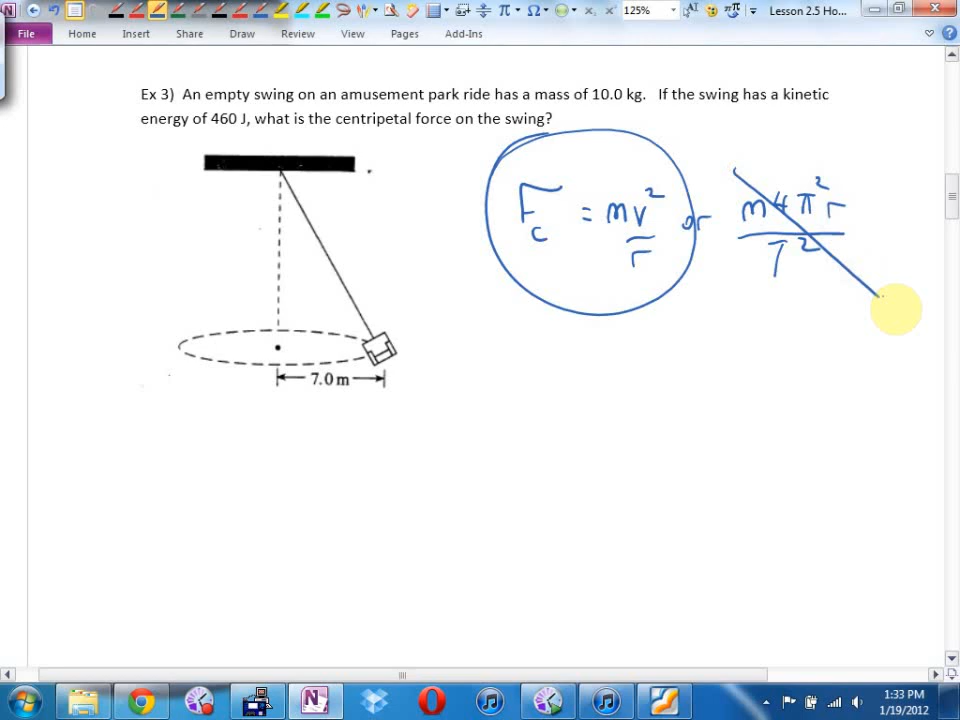 125%
Lesson 2.5 Ho...
File Home Insert Share Draw Review View Pages Add-Ins
Ex 3) An empty swing on an amusement park ride has a mass of 10.0 kg. If the swing has a kinetic
energy of 460 J, what is the centripetal force on the swing?
F_c = mv²/r or m4π²r/T²
7.0 m
1:33 PM
1/19/2012